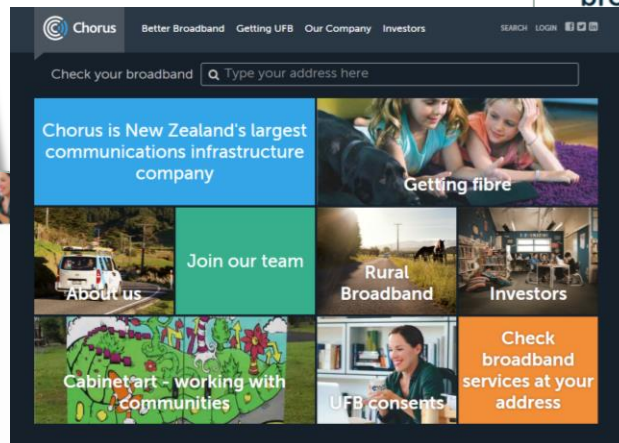 Chorus
Better Broadband Getting UFB Our Company Investors
SEARCH LOGIN
Check your broadband
Type your address here
Chorus is New Zealand's largest
communications infrastructure
company
Getting fibre
About us
Join our team
Rural
Broadband
Investors
Cabinet art - working with
communities
UFB consents
Check
broadband
services at your
address